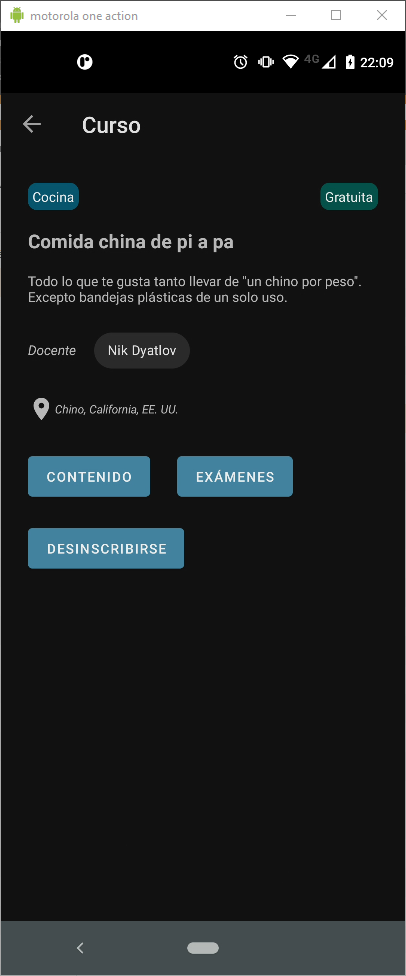 motorola one action
4G
22:09
Curso
Cocina
Gratuita
Comida china de pi a pa
Todo lo que te gusta tanto llevar de "un chino por peso".
Excepto bandejas plásticas de un solo uso.
Docente
Nik Dyatlov
Chino, California, EE. UU.
CONTENIDO
EXÁMENES
DESINSCRIBIRSE